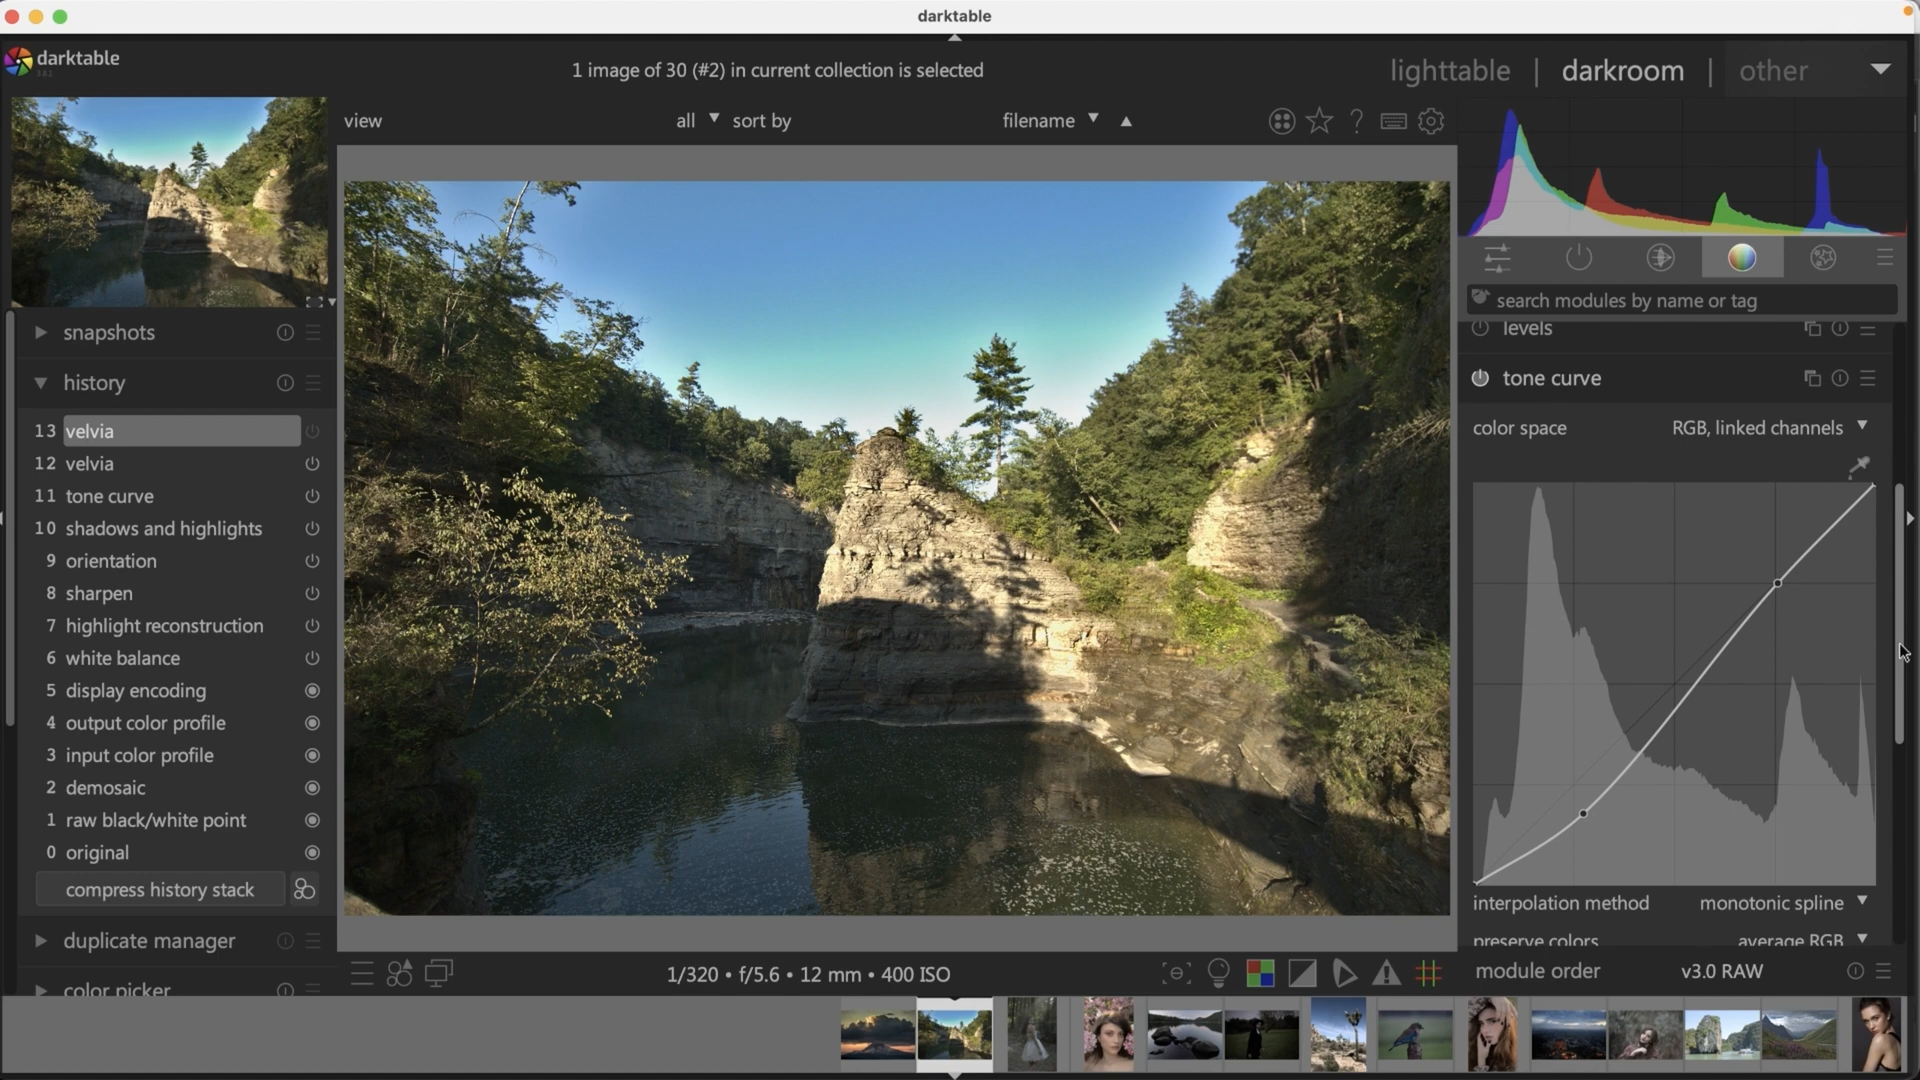 darktable
darktable
3.8.1
1 image of 30 (#2) in current collection is selected
lighttable | darkroom | other
view all sort by filename
search modules by name or tag
snapshots
history
13 velvia
12 velvia
11 tone curve
10 shadows and highlights
9 orientation
8 sharpen
7 highlight reconstruction
6 white balance
5 display encoding
4 output color profile
3 input color profile
2 demosaic
1 raw black/white point
0 original
compress history stack
duplicate manager
color picker
levels
tone curve
color space RGB, linked channels
interpolation method monotonic spline
preserve colors average RGB
module order v3.0 RAW
1/320 • f/5.6 • 12 mm • 400 ISO